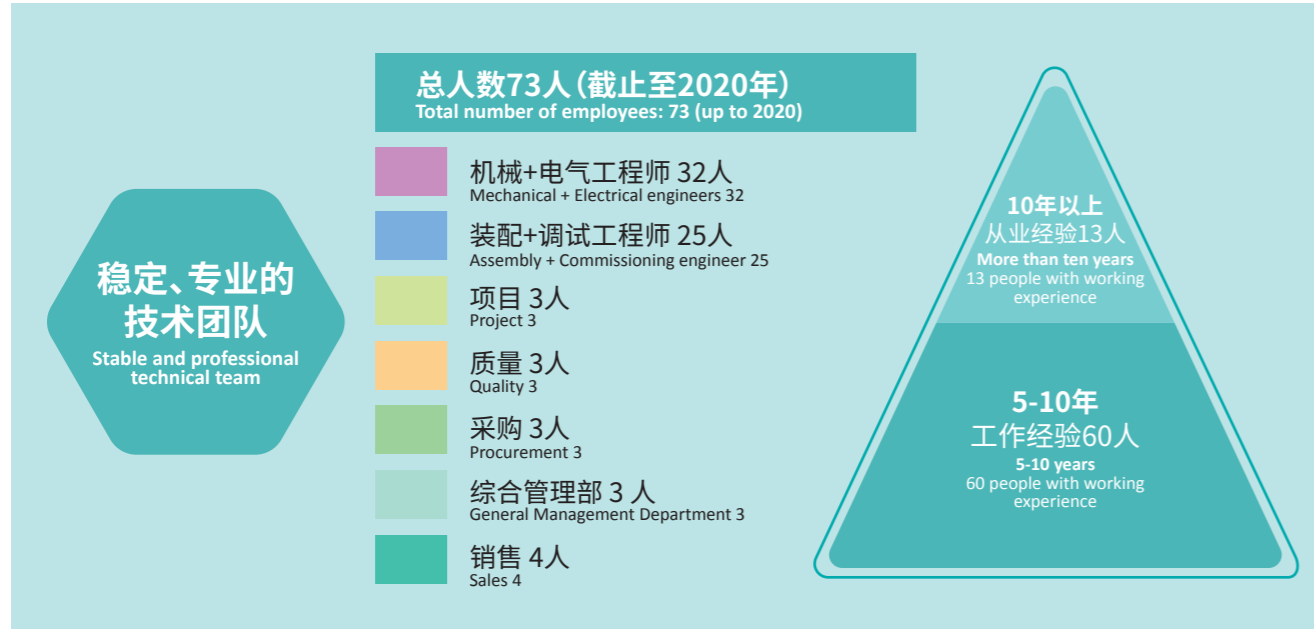 稳定、专业的
技术团队
Stable and professional
technical team
总人数73人（截止至2020年）
Total number of employees: 73 (up to 2020)
机械+电气工程师 32人
Mechanical + Electrical engineers 32
装配+调试工程师 25人
Assembly + Commissioning engineer 25
项目 3人
Project 3
质量 3人
Quality 3
采购 3人
Procurement 3
综合管理部 3 人
General Management Department 3
销售 4人
Sales 4
10年以上
从业经验13人
More than ten years
13 people with working
experience
5-10年
工作经验60人
5-10 years
60 people with working
experience